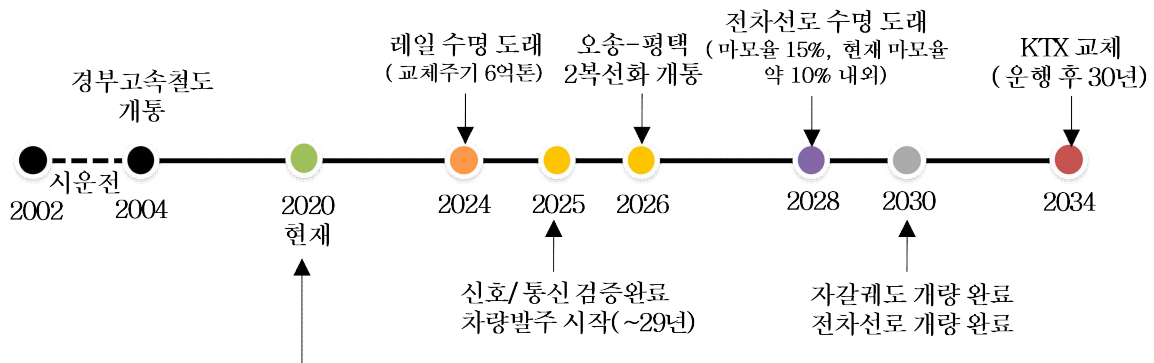 경부고속철도
개통
레일 수명 도래
( 교체주기 6억톤)
오송-평택
2복선화 개통
전차선로 수명 도래
( 마모율 15%, 현재 마모율
약 10% 내외)
KTX 교체
( 운행 후 30년)
시운전
2002
2004
2020
현재
2024
2025
2026
2028
2030
2034
신호/ 통신 검증완료
차량발주 시작( ~29년)
자갈궤도 개량 완료
전차선로 개량 완료